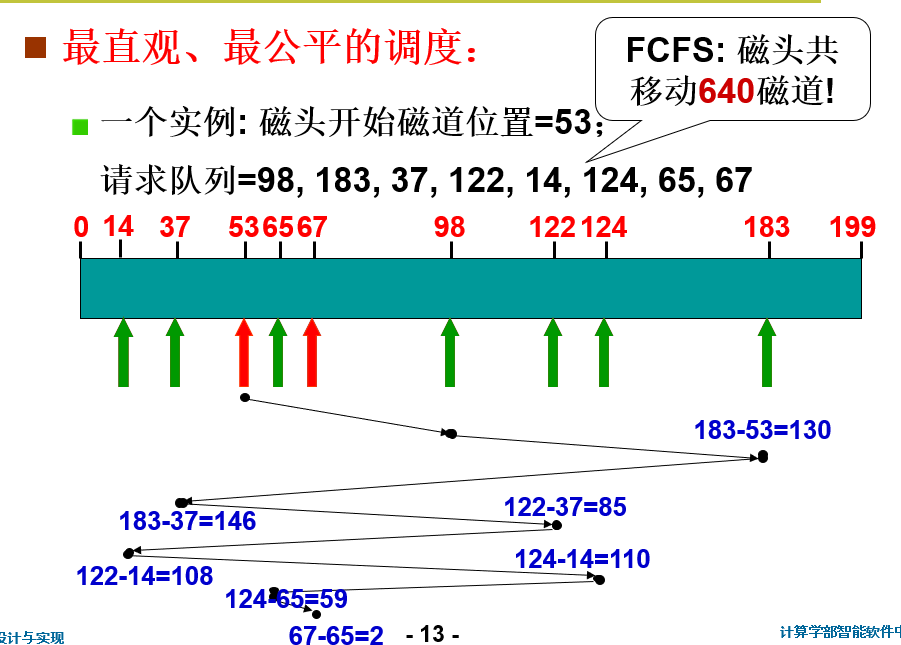 最直观、最公平的调度：
FCFS: 磁头共
移动640磁道!
一个实例: 磁头开始磁道位置=53；
请求队列=98, 183, 37, 122, 14, 124, 65, 67
0 14 37 53 65 67 98 122 124 183 199
183-53=130
122-37=85
183-37=146
124-14=110
122-14=108
124-65=59
67-65=2
设计与实现
- 13 -
计算学部智能软件中